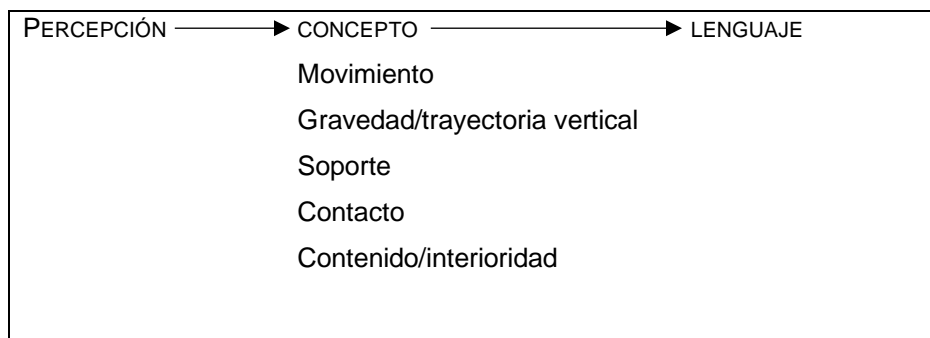 PERCEPCIÓN CONCEPTO LENGUAJE
Movimiento
Gravedad/trayectoria vertical
Soporte
Contacto
Contenido/interioridad